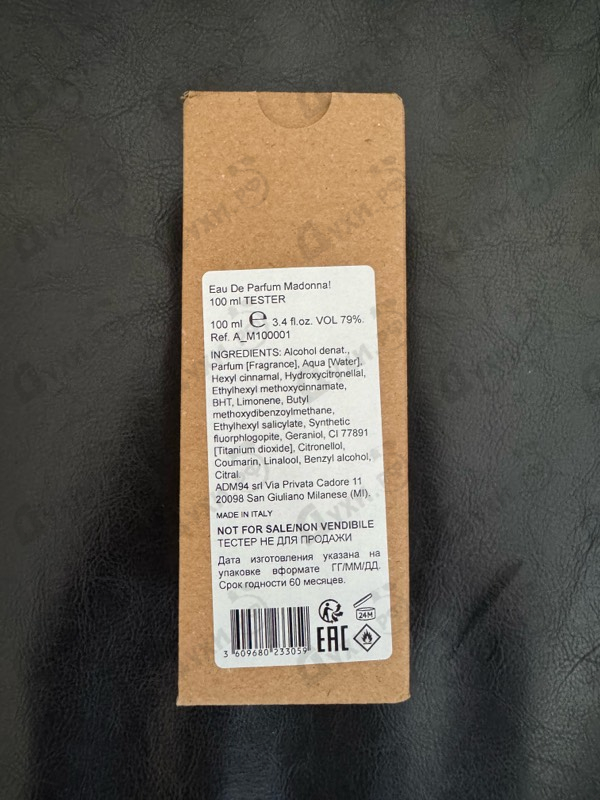 Eau De Parfum Madonna!
100 ml TESTER
100 ml e 3.4 fl.oz. VOL 79%.
Ref. A_M100001
INGREDIENTS: Alcohol denat.,
Parfum [Fragrance], Aqua [Water],
Hexyl cinnamal, Hydroxycitronellal,
Ethylhexyl methoxycinnamate,
BHT, Limonene, Butyl
methoxydibenzoylmethane,
Ethylhexyl salicylate, Synthetic
fluorphlogopite, Geraniol, CI 77891
[Titanium dioxide], Citronellol,
Coumarin, Linalool, Benzyl alcohol,
Citral
ADM94 srl Via Privata Cadore 11
20098 San Giuliano Milanese (MI).
MADE IN ITALY
NOT FOR SALE/NON VENDIBILE
ТЕСТЕР НЕ ДЛЯ ПРОДАЖИ
Дата изготовления указана на
упаковке вформате ГГ/ММ/ДД.
Срок годности 60 месяцев.
3 609680 233059
EAC
24M
Духи.рф